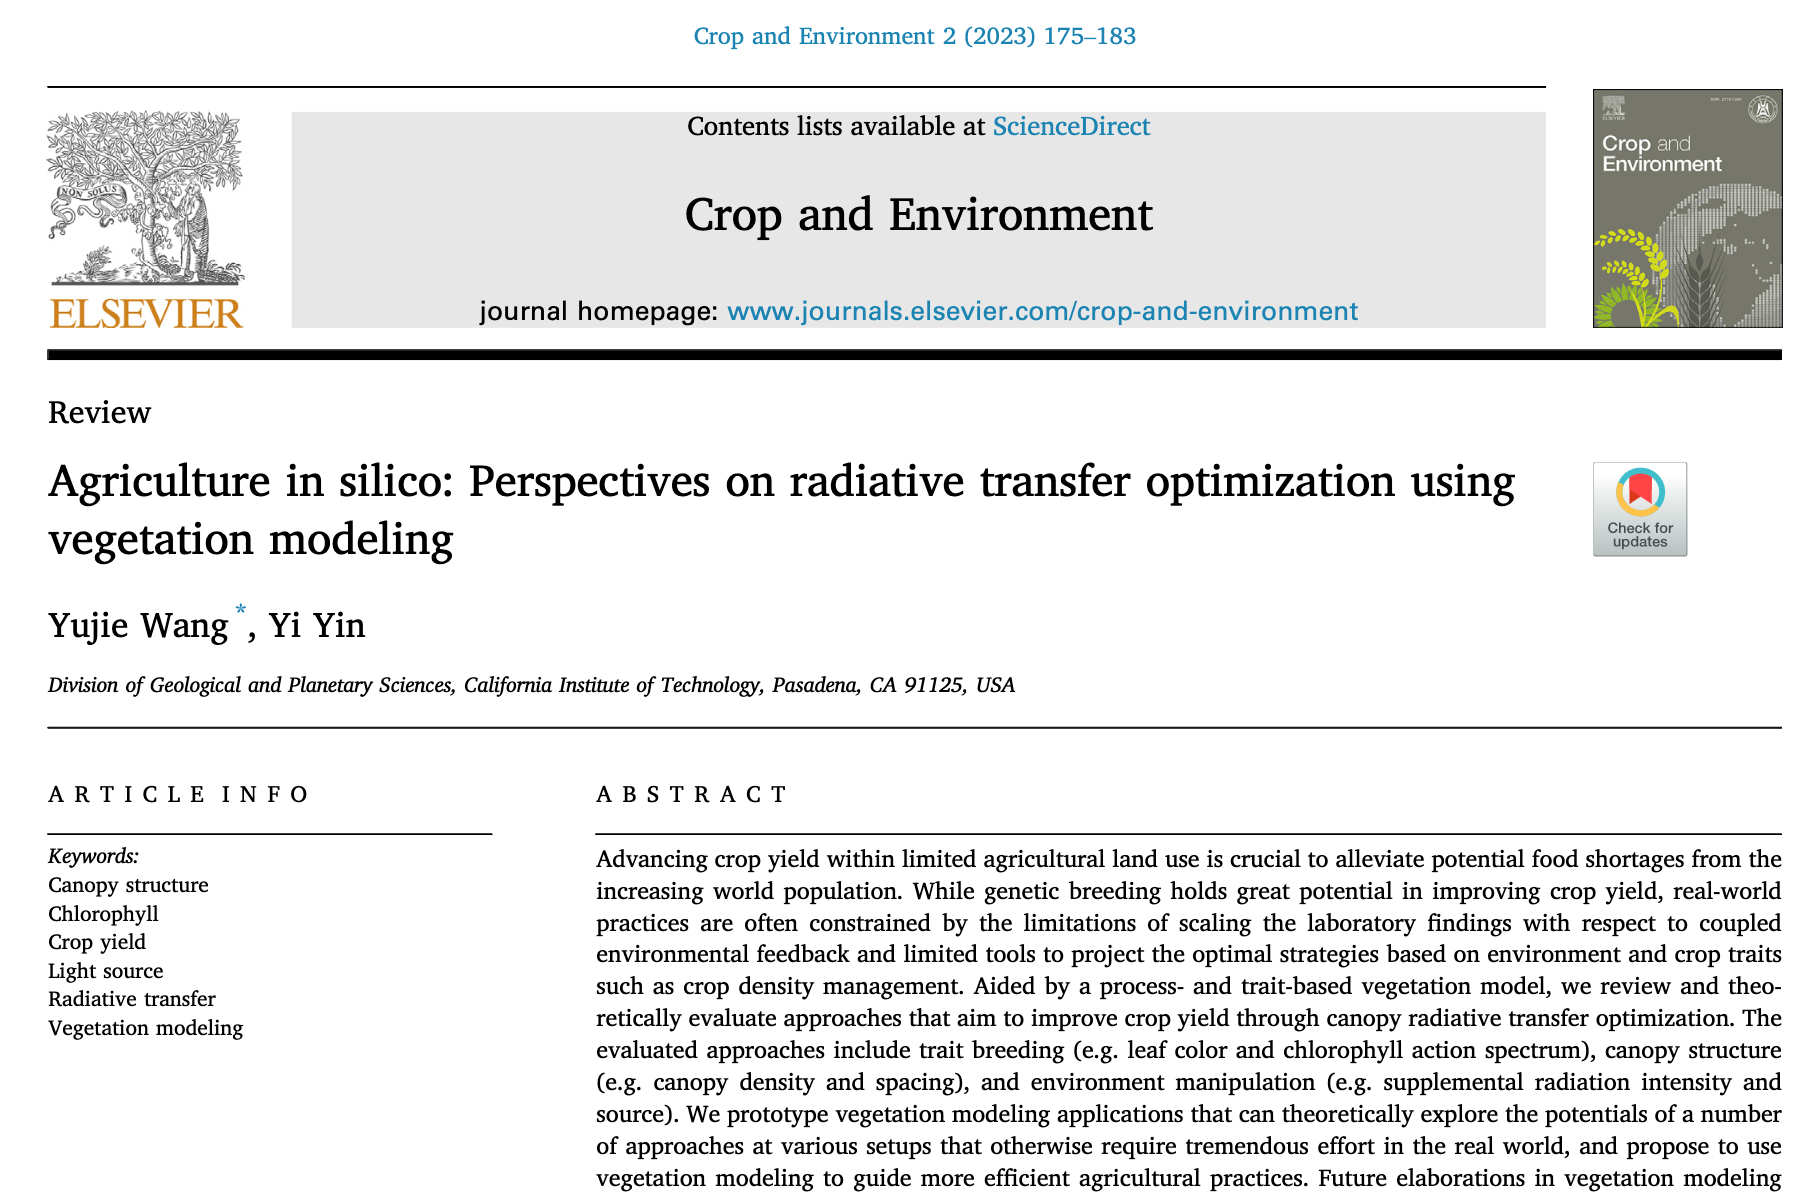 Crop and Environment 2 (2023) 175–183
Contents lists available at ScienceDirect
Crop and Environment
journal homepage: www.journals.elsevier.com/crop-and-environment
NON SOLUS
ELSEVIER
ELSEVIER
Crop and
Environment
Review
Agriculture in silico: Perspectives on radiative transfer optimization using
vegetation modeling
Check for
updates
Yujie Wang *, Yi Yin
Division of Geological and Planetary Sciences, California Institute of Technology, Pasadena, CA 91125, USA
A R T I C L E I N F O
Keywords:
Canopy structure
Chlorophyll
Crop yield
Light source
Radiative transfer
Vegetation modeling
A B S T R A C T
Advancing crop yield within limited agricultural land use is crucial to alleviate potential food shortages from the
increasing world population. While genetic breeding holds great potential in improving crop yield, real-world
practices are often constrained by the limitations of scaling the laboratory findings with respect to coupled
environmental feedback and limited tools to project the optimal strategies based on environment and crop traits
such as crop density management. Aided by a process- and trait-based vegetation model, we review and theo-
retically evaluate approaches that aim to improve crop yield through canopy radiative transfer optimization. The
evaluated approaches include trait breeding (e.g. leaf color and chlorophyll action spectrum), canopy structure
(e.g. canopy density and spacing), and environment manipulation (e.g. supplemental radiation intensity and
source). We prototype vegetation modeling applications that can theoretically explore the potentials of a number
of approaches at various setups that otherwise require tremendous effort in the real world, and propose to use
vegetation modeling to guide more efficient agricultural practices. Future elaborations in vegetation modeling